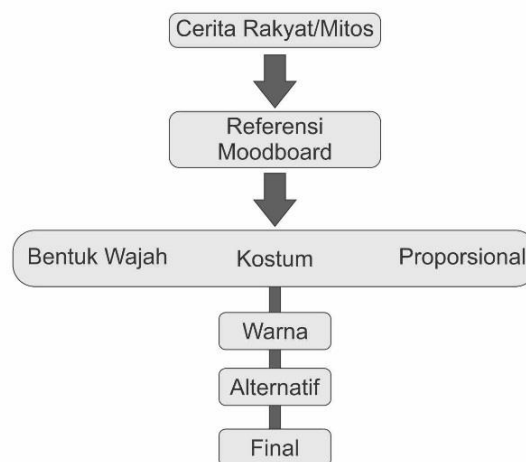 Cerita Rakyat/Mitos
Referensi
Moodboard
Bentuk Wajah Kostum Proporsional
Warna
Alternatif
Final